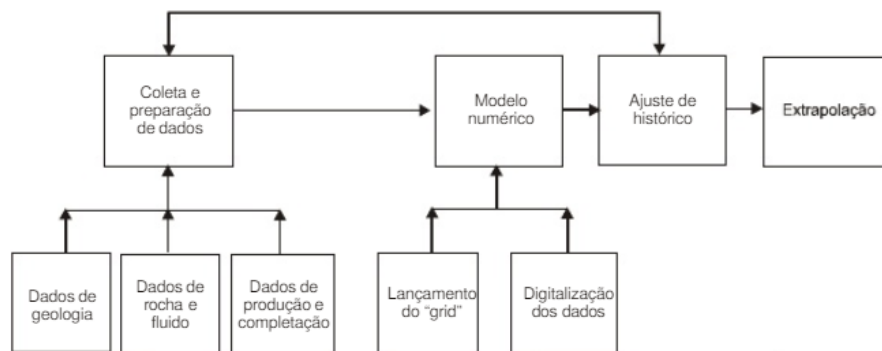 Coleta e
preparação
de dados
Modelo
numérico
Ajuste de
histórico
Extrapolação
Dados de
geologia
Dados de
rocha e
fluido
Dados de
produção e
completação
Lançamento
do “grid”
Digitalização
dos dados